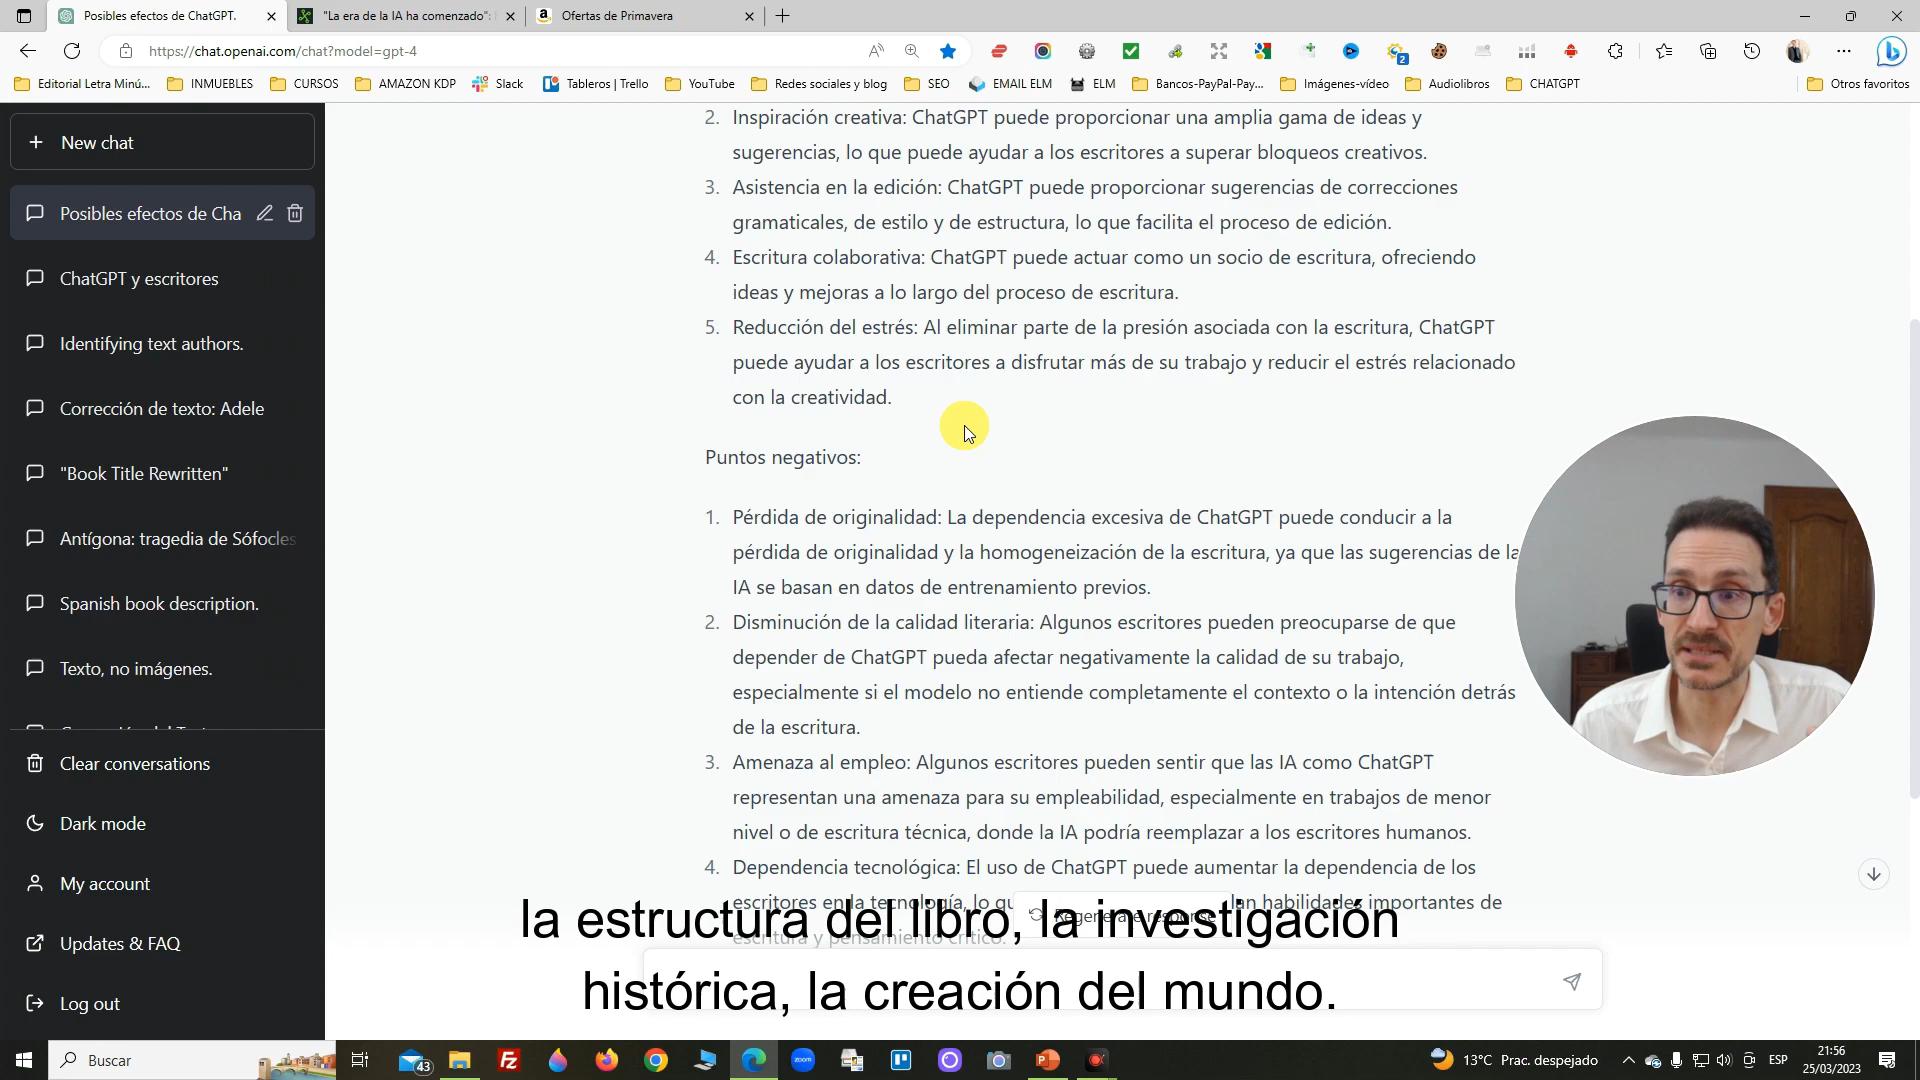 Posibles efectos de ChatGPT.
"La era de la IA ha comenzado":
Ofertas de Primavera
https://chat.openai.com/chat?model=gpt-4
Editorial Letra Minú...
INMUEBLES
CURSOS
AMAZON KDP
Slack
Tableros | Trello
YouTube
Redes sociales y blog
SEO
EMAIL ELM
ELM
Bancos-PayPal-Pay...
Imágenes-vídeo
Audiolibros
CHATGPT
Otros favoritos
New chat
Posibles efectos de Cha
ChatGPT y escritores
Identifying text authors.
Corrección de texto: Adele
"Book Title Rewritten"
Antígona: tragedia de Sófocles
Spanish book description.
Texto, no imágenes.
Clear conversations
Dark mode
My account
Updates & FAQ
Log out
2. Inspiración creativa: ChatGPT puede proporcionar una amplia gama de ideas y
sugerencias, lo que puede ayudar a los escritores a superar bloqueos creativos.
3. Asistencia en la edición: ChatGPT puede proporcionar sugerencias de correcciones
gramaticales, de estilo y de estructura, lo que facilita el proceso de edición.
4. Escritura colaborativa: ChatGPT puede actuar como un socio de escritura, ofreciendo
ideas y mejoras a lo largo del proceso de escritura.
5. Reducción del estrés: Al eliminar parte de la presión asociada con la escritura, ChatGPT
puede ayudar a los escritores a disfrutar más de su trabajo y reducir el estrés relacionado
con la creatividad.
Puntos negativos:
1. Pérdida de originalidad: La dependencia excesiva de ChatGPT puede conducir a la
pérdida de originalidad y la homogeneización de la escritura, ya que las sugerencias de la
IA se basan en datos de entrenamiento previos.
2. Disminución de la calidad literaria: Algunos escritores pueden preocuparse de que
depender de ChatGPT pueda afectar negativamente la calidad de su trabajo,
especialmente si el modelo no entiende completamente el contexto o la intención detrás
de la escritura.
3. Amenaza al empleo: Algunos escritores pueden sentir que las IA como ChatGPT
representan una amenaza para su empleabilidad, especialmente en trabajos de menor
nivel o de escritura técnica, donde la IA podría reemplazar a los escritores humanos.
4. Dependencia tecnológica: El uso de ChatGPT puede aumentar la dependencia de los
escritores en la tecnología, lo habilidades importantes de
escritura y pensamiento crítico.
Regenerate response
la estructura del libro, la investigación
histórica, la creación del mundo.
Buscar
43
zoom
13°C Prac. despejado
ESP
21:56
25/03/2023